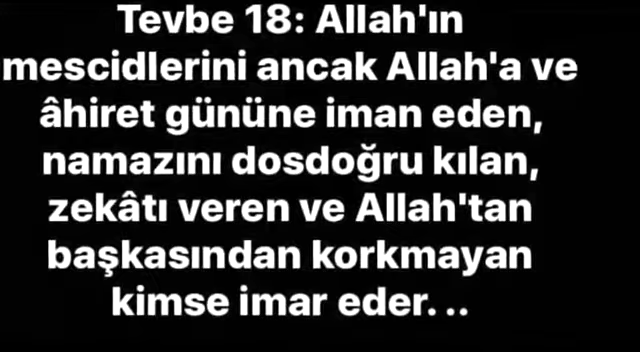 Tevbe 18: Allah'ın
mescidlerini ancak Allah'a ve
âhiret gününe iman eden,
namazını dosdoğru kılan,
zekâtı veren ve Allah'tan
başkasından korkmayan
kimse imar eder. ..